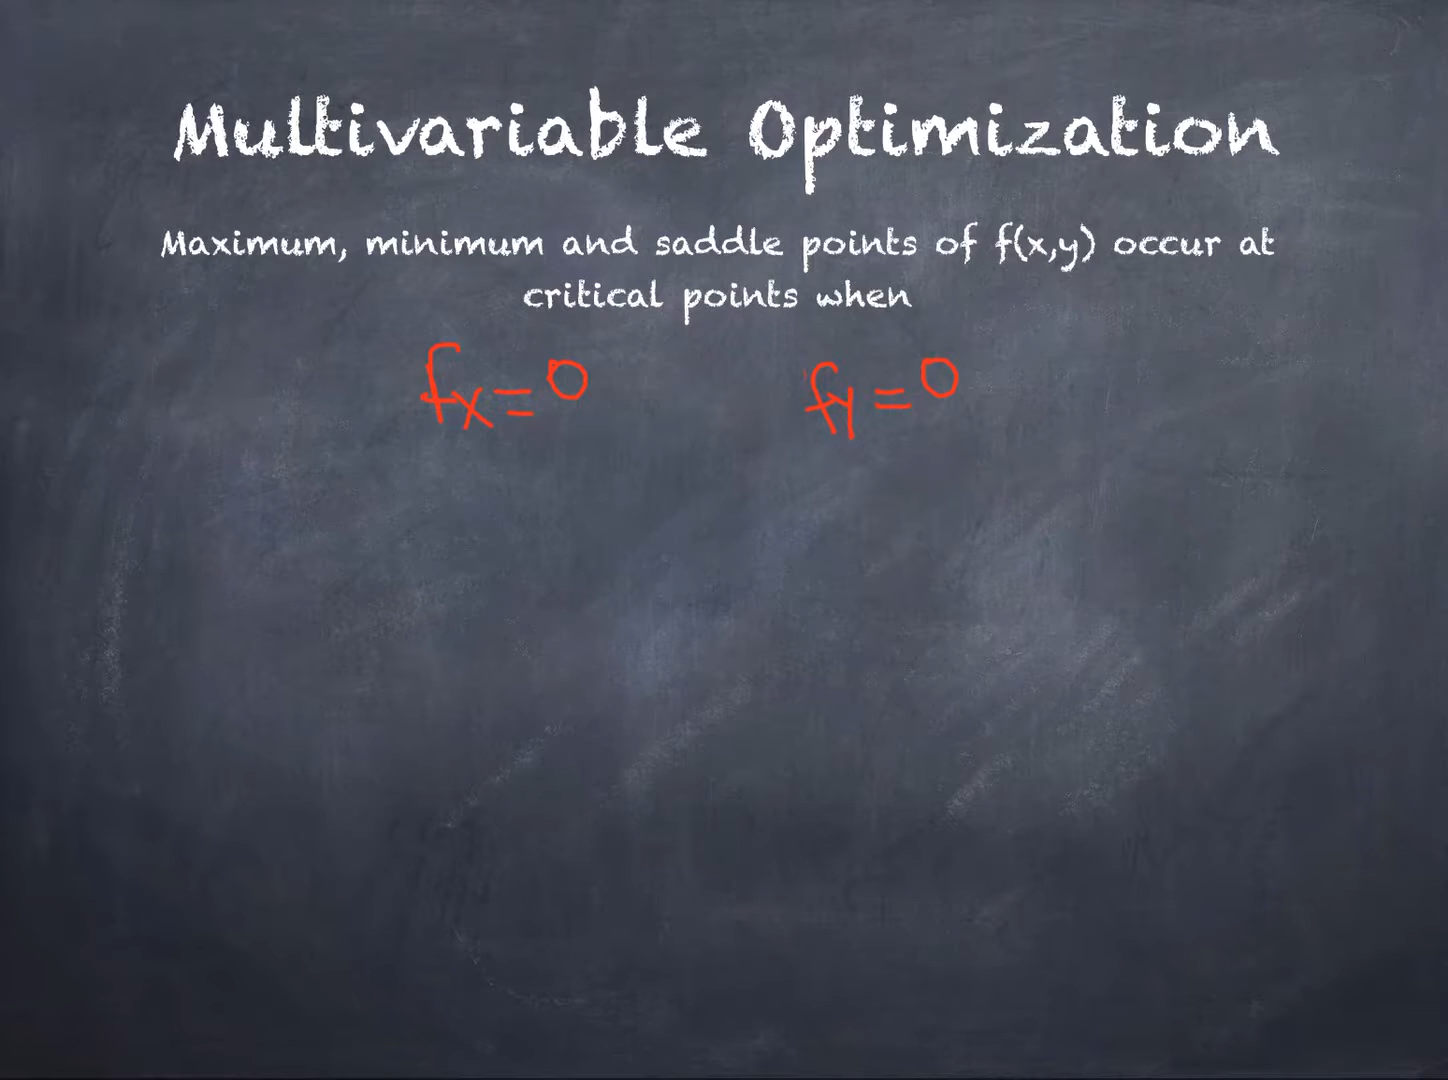 Multivariable Optimization
Maximum, minimum and saddle points of f(x,y) occur at
critical points when
fx=0 fy=0